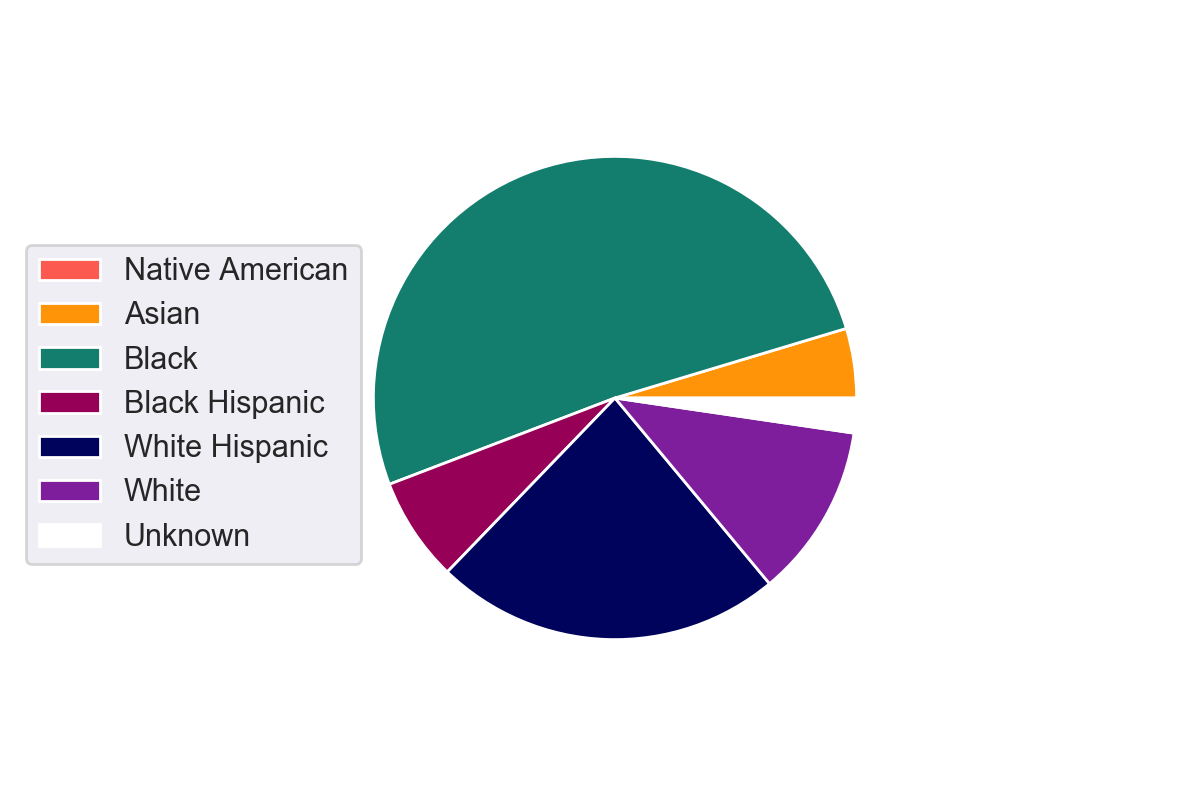 Native American
Asian
Black
Black Hispanic
White Hispanic
White
Unknown